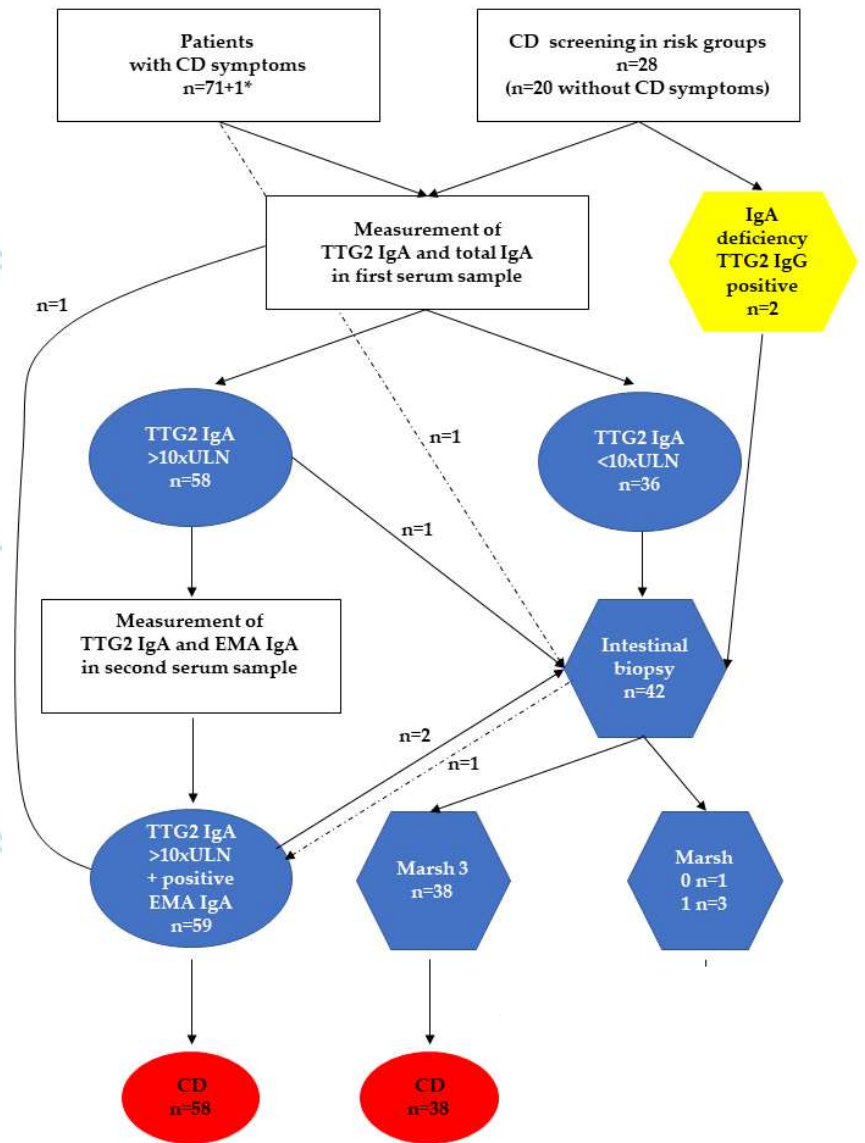 Patients
with CD symptoms
n=71+1*
CD screening in risk groups
n=28
(n=20 without CD symptoms)
Measurement of
TTG2 IgA and total IgA
in first serum sample
IgA
deficiency
TTG2 IgG
positive
n=2
n=1
TTG2 IgA
>10xULN
n=58
n=1
TTG2 IgA
<10xULN
n=36
n=1
Measurement of
TTG2 IgA and EMA IgA
in second serum sample
Intestinal
biopsy
n=42
n=2
n=1
TTG2 IgA
>10xULN
+ positive
EMA IgA
n=59
Marsh 3
n=38
Marsh
0 n=1
1 n=3
CD
n=58
CD
n=38